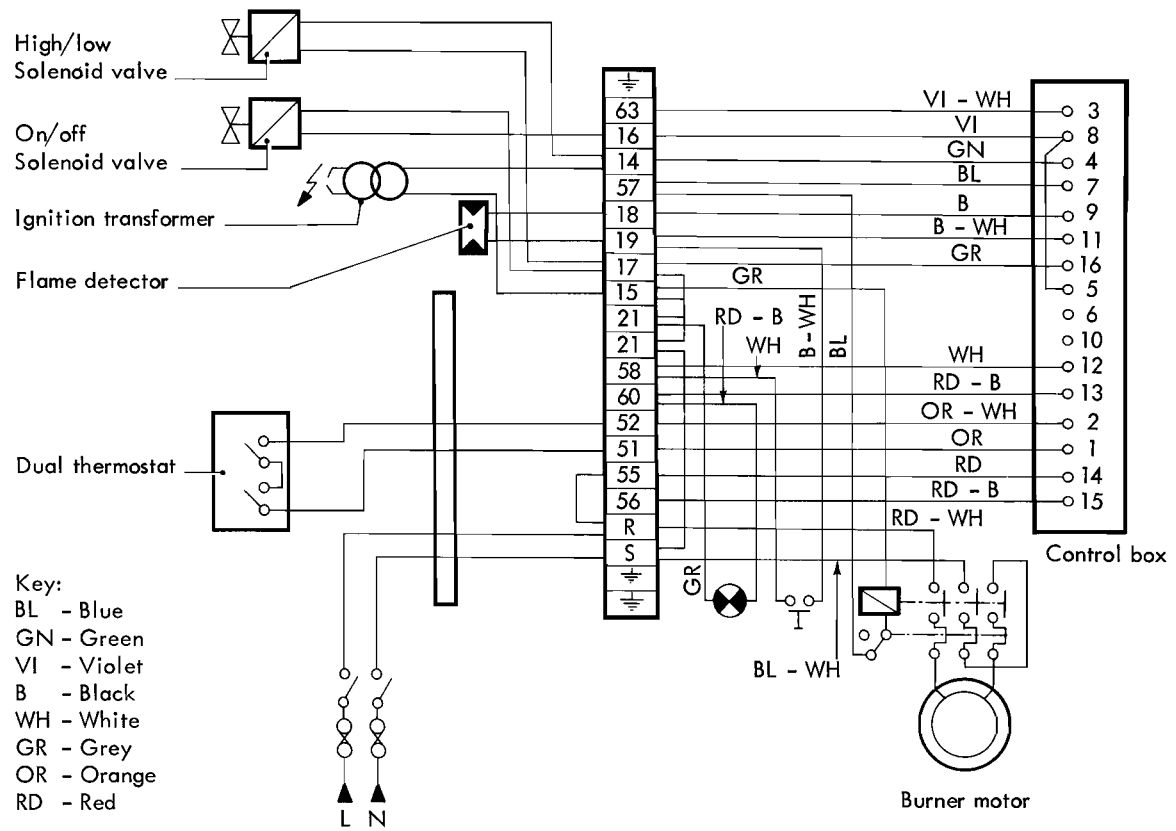 High/low
Solenoid valve
On/off
Solenoid valve
Ignition transformer
Flame detector
Dual thermostat
Key:
BL - Blue
GN - Green
VI - Violet
B - Black
WH - White
GR - Grey
OR - Orange
RD - Red
L N
63
16
14
57
18
19
17
15
21
21
58
60
52
51
55
56
R
S
VI - WH
VI
GN
BL
B
B - WH
GR
GR
RD - B
WH
B - WH
BL
WH
RD - B
OR - WH
OR
RD
RD - B
RD - WH
GR
BL - WH
3
8
4
7
9
11
16
5
6
10
12
13
2
1
14
15
Control box
Burner motor